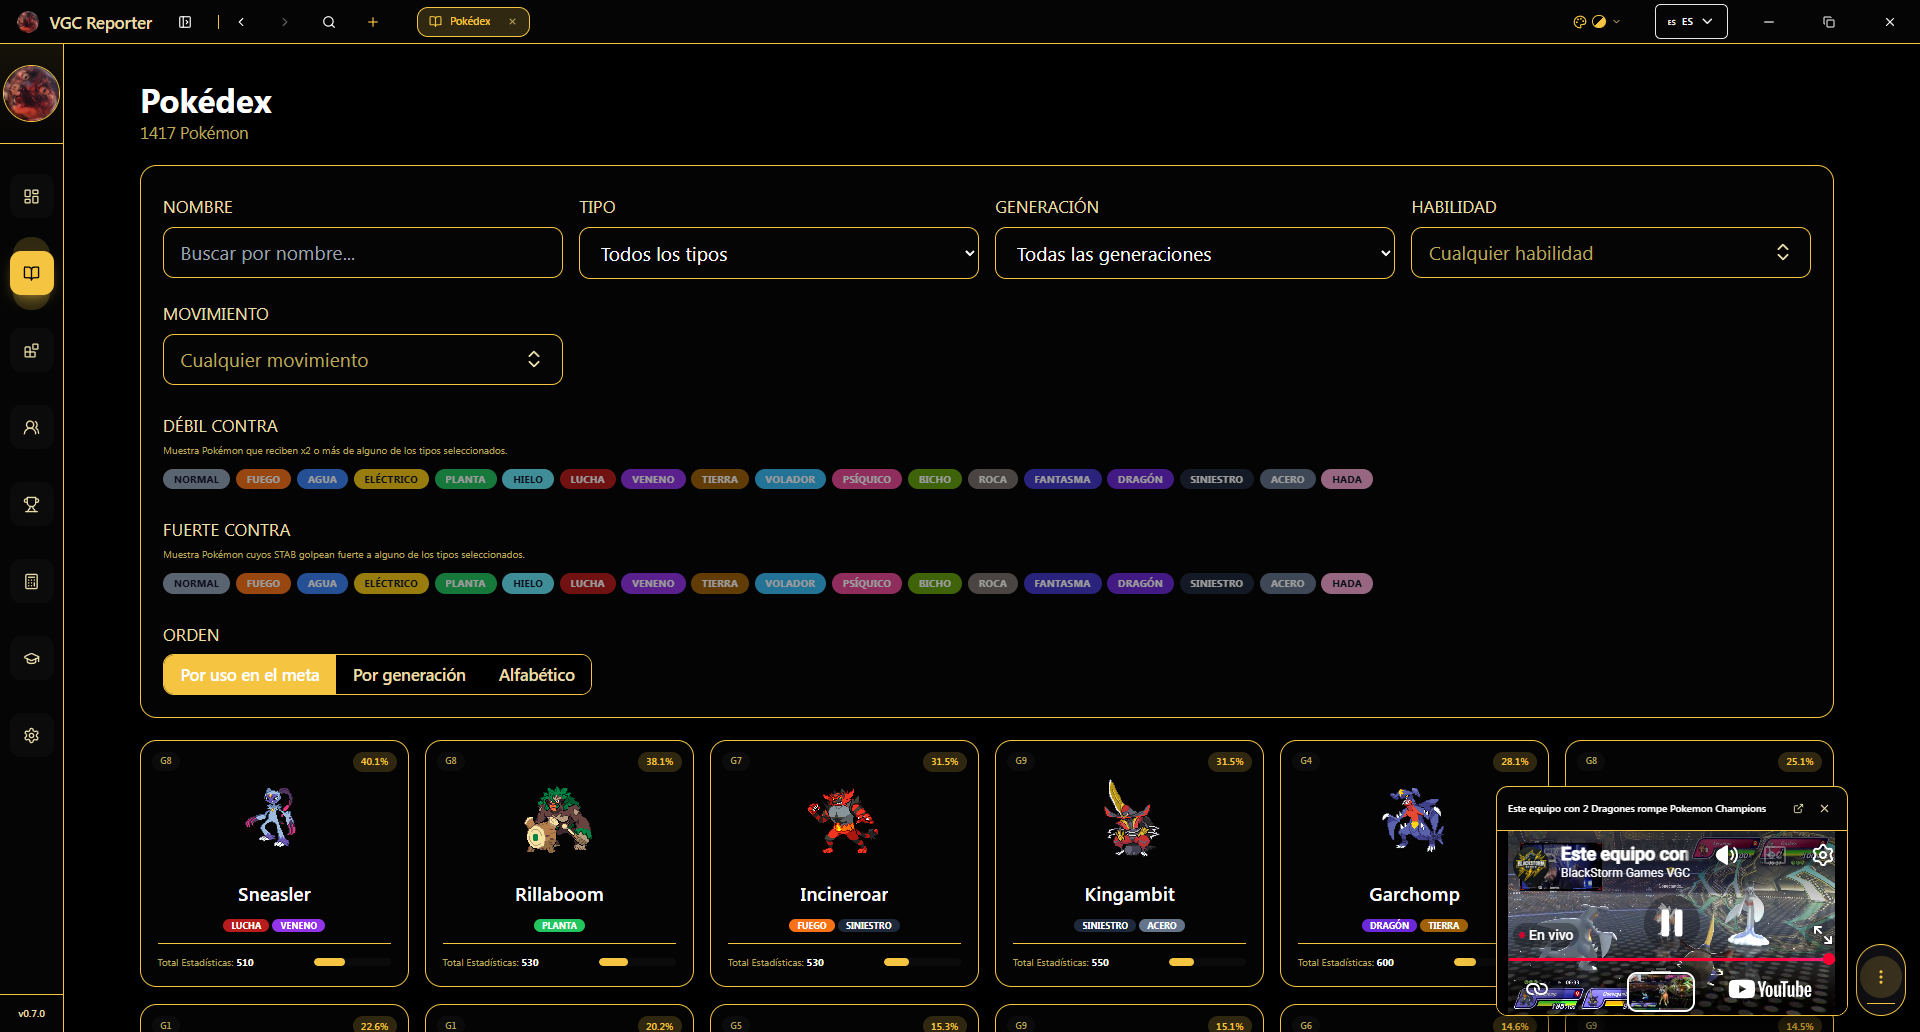 VGC Reporter
Pokédex
ES ES
Pokédex
1417 Pokémon
NOMBRE
TIPO
GENERACIÓN
HABILIDAD
Buscar por nombre...
Todos los tipos
Todas las generaciones
Cualquier habilidad
MOVIMIENTO
Cualquier movimiento
DÉBIL CONTRA
Muestra Pokémon que reciben x2 o más de alguno de los tipos seleccionados.
NORMAL FUEGO AGUA ELÉCTRICO PLANTA HIELO LUCHA VENENO TIERRA VOLADOR PSÍQUICO BICHO ROCA FANTASMA DRAGÓN SINIESTRO ACERO HADA
FUERTE CONTRA
Muestra Pokémon cuyos STAB golpean fuerte a alguno de los tipos seleccionados.
NORMAL FUEGO AGUA ELÉCTRICO PLANTA HIELO LUCHA VENENO TIERRA VOLADOR PSÍQUICO BICHO ROCA FANTASMA DRAGÓN SINIESTRO ACERO HADA
ORDEN
Por uso en el meta Por generación Alfabético
G8 40.1%
Sneasler
LUCHA VENENO
Total Estadísticas: 510
G8 38.1%
Rillaboom
PLANTA
Total Estadísticas: 530
G7 31.5%
Incineroar
FUEGO SINIESTRO
Total Estadísticas: 530
G9 31.5%
Kingambit
SINIESTRO ACERO
Total Estadísticas: 550
G4 28.1%
Garchomp
DRAGÓN TIERRA
Total Estadísticas: 600
G8 25.1%
Este equipo con 2 Dragones rompe Pokemon Champions
Este equipo con
BlackStorm Games VGC
En vivo
YouTube
G1 22.6%
G1 20.2%
G5 15.3%
G9 15.1%
G6 14.6%
G9 14.5%
v0.7.0